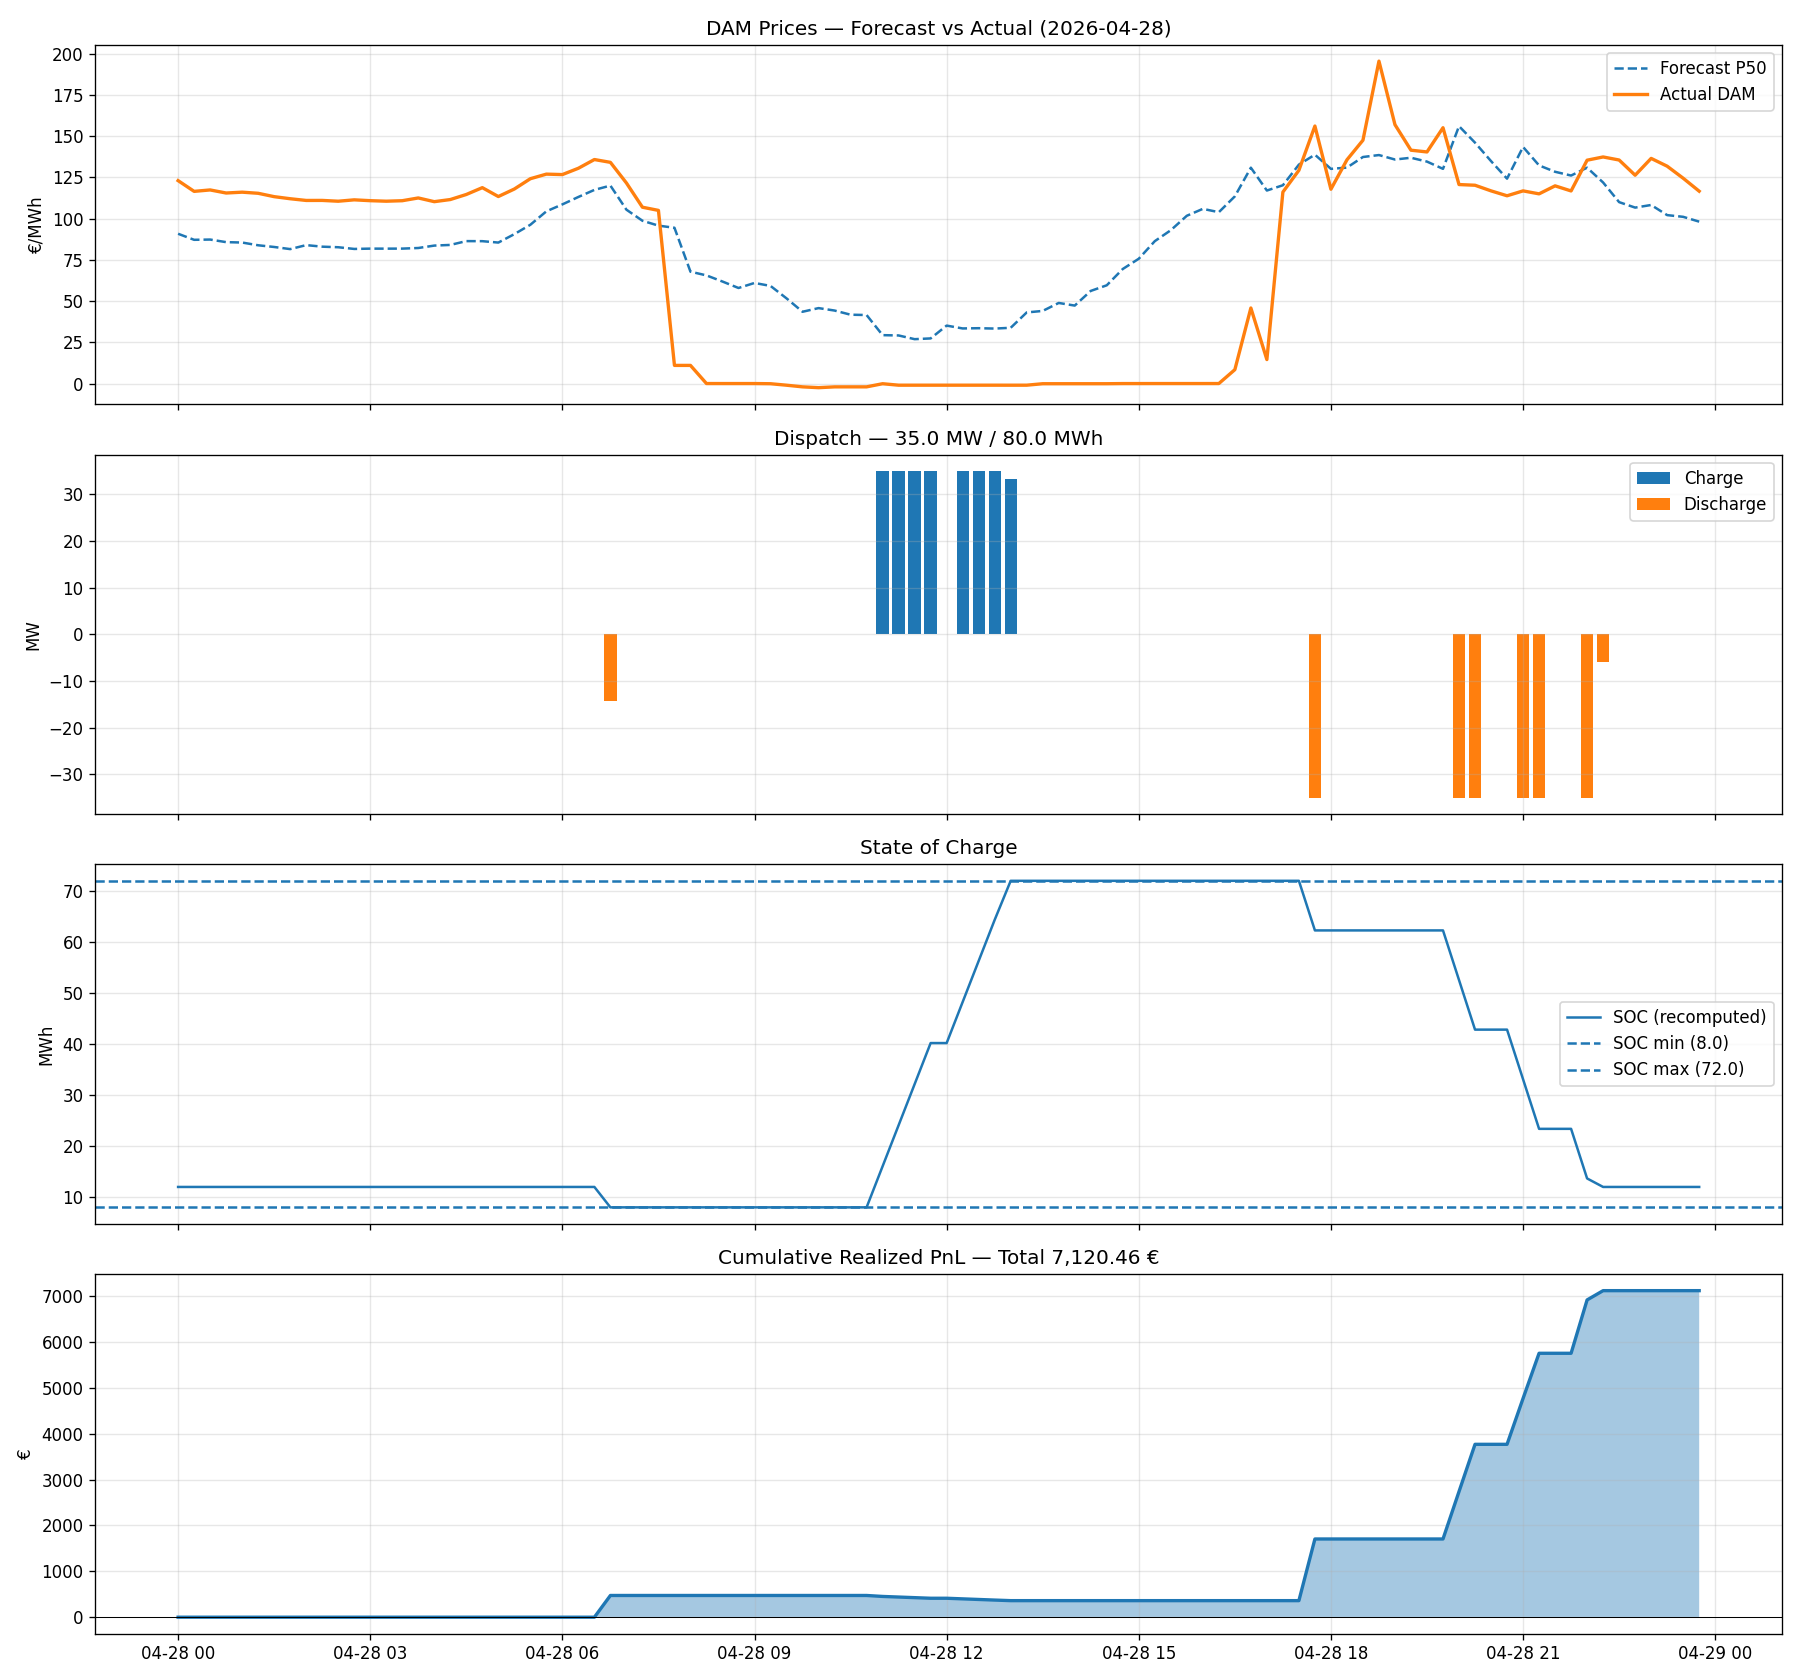 DAM Prices — Forecast vs Actual (2026-04-28)
€/MWh
200
175
150
125
100
75
50
25
0
Forecast P50
Actual DAM
Dispatch — 35.0 MW / 80.0 MWh
MW
30
20
10
0
−10
−20
−30
Charge
Discharge
State of Charge
MWh
70
60
50
40
30
20
10
SOC (recomputed)
SOC min (8.0)
SOC max (72.0)
Cumulative Realized PnL — Total 7,120.46 €
€
7000
6000
5000
4000
3000
2000
1000
0
04-28 00
04-28 03
04-28 06
04-28 09
04-28 12
04-28 15
04-28 18
04-28 21
04-29 00